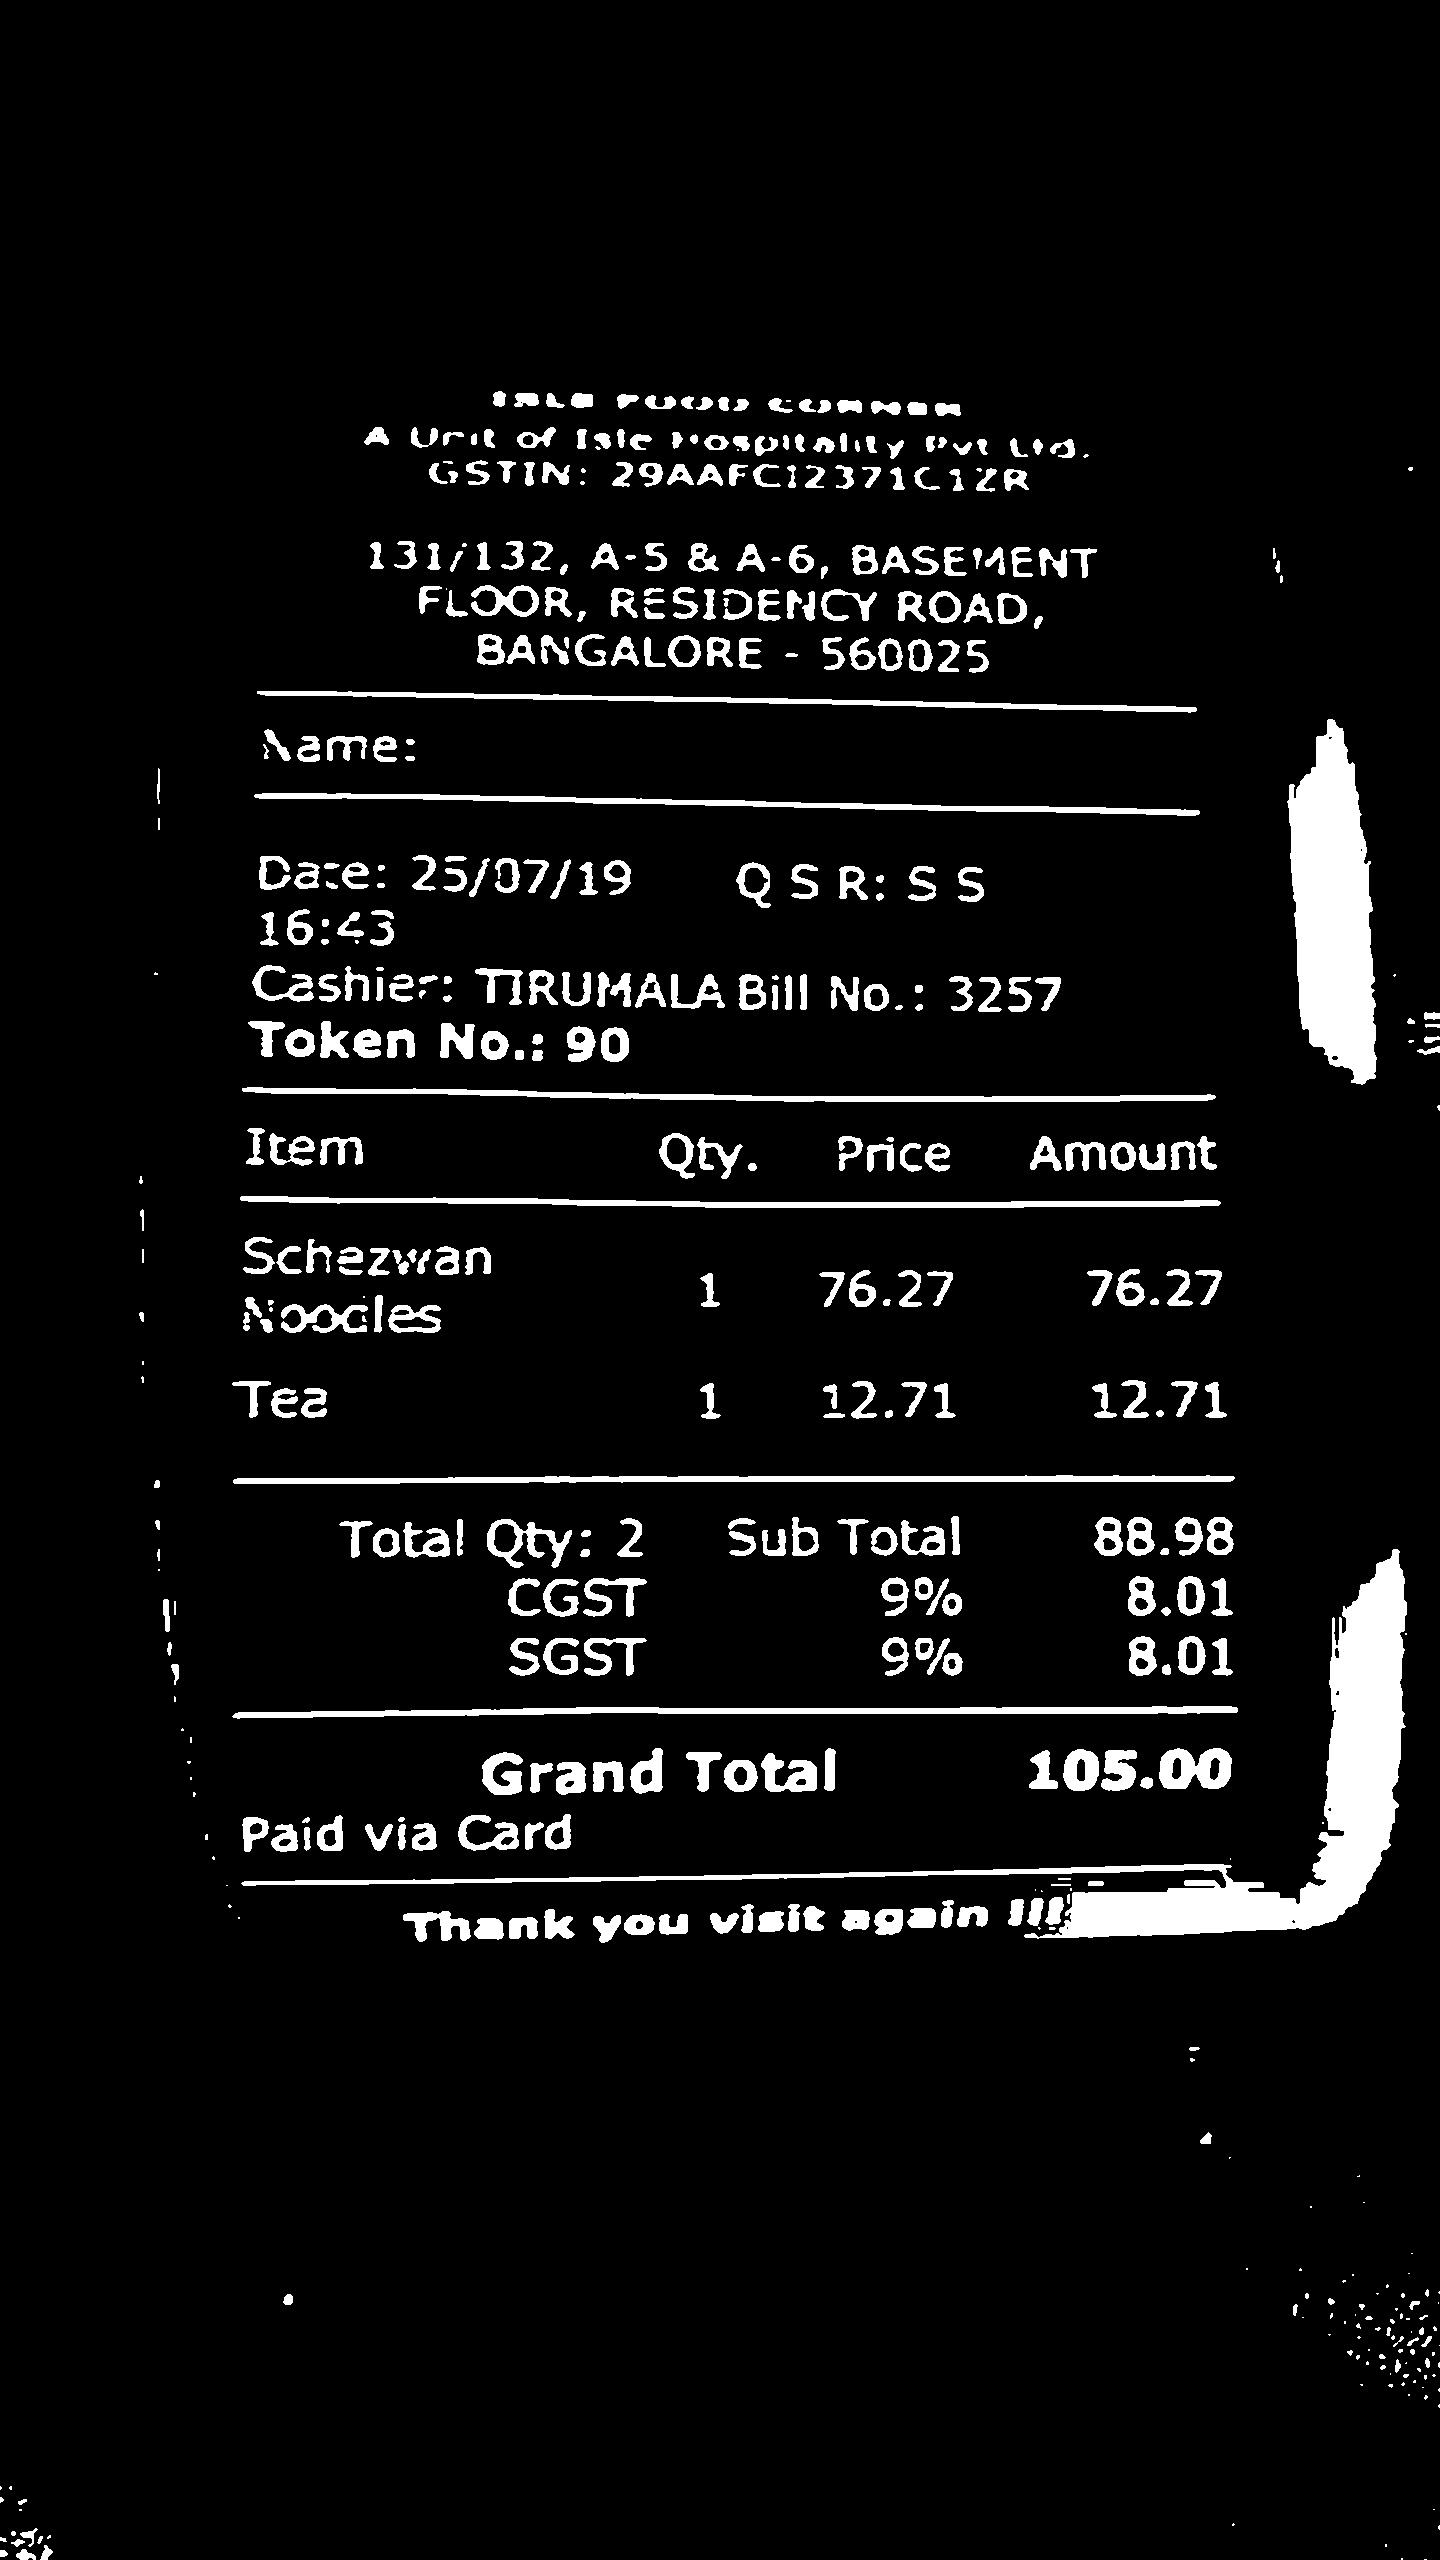 ISLE FOOD CORNER
A Unit of Isle Hospitality Pvt Ltd.
GSTIN: 29AAFCI2371C1ZR
131/132, A-5 & A-6, BASEMENT
FLOOR, RESIDENCY ROAD,
BANGALORE - 560025
Name:
Date: 25/07/19 Q S R: S S
16:43
Cashier: TIRUMALA Bill No.: 3257
Token No.: 90
Item Qty. Price Amount
Schezwan
Noodles 1 76.27 76.27
Tea 1 12.71 12.71
Total Qty: 2 Sub Total 88.98
CGST 9% 8.01
SGST 9% 8.01
Grand Total 105.00
Paid via Card
Thank you visit again !!!